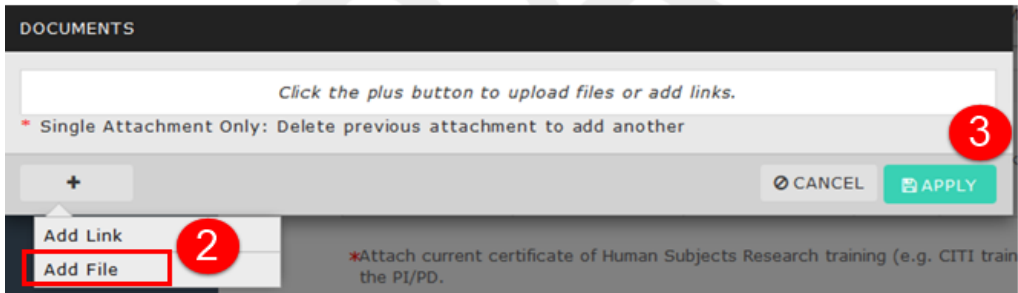 DOCUMENTS
Click the plus button to upload files or add links.
* Single Attachment Only: Delete previous attachment to add another
3
+
CANCEL
APPLY
Add Link
2
Add File
*Attach current certificate of Human Subjects Research training (e.g. CITI train
the PI/PD.